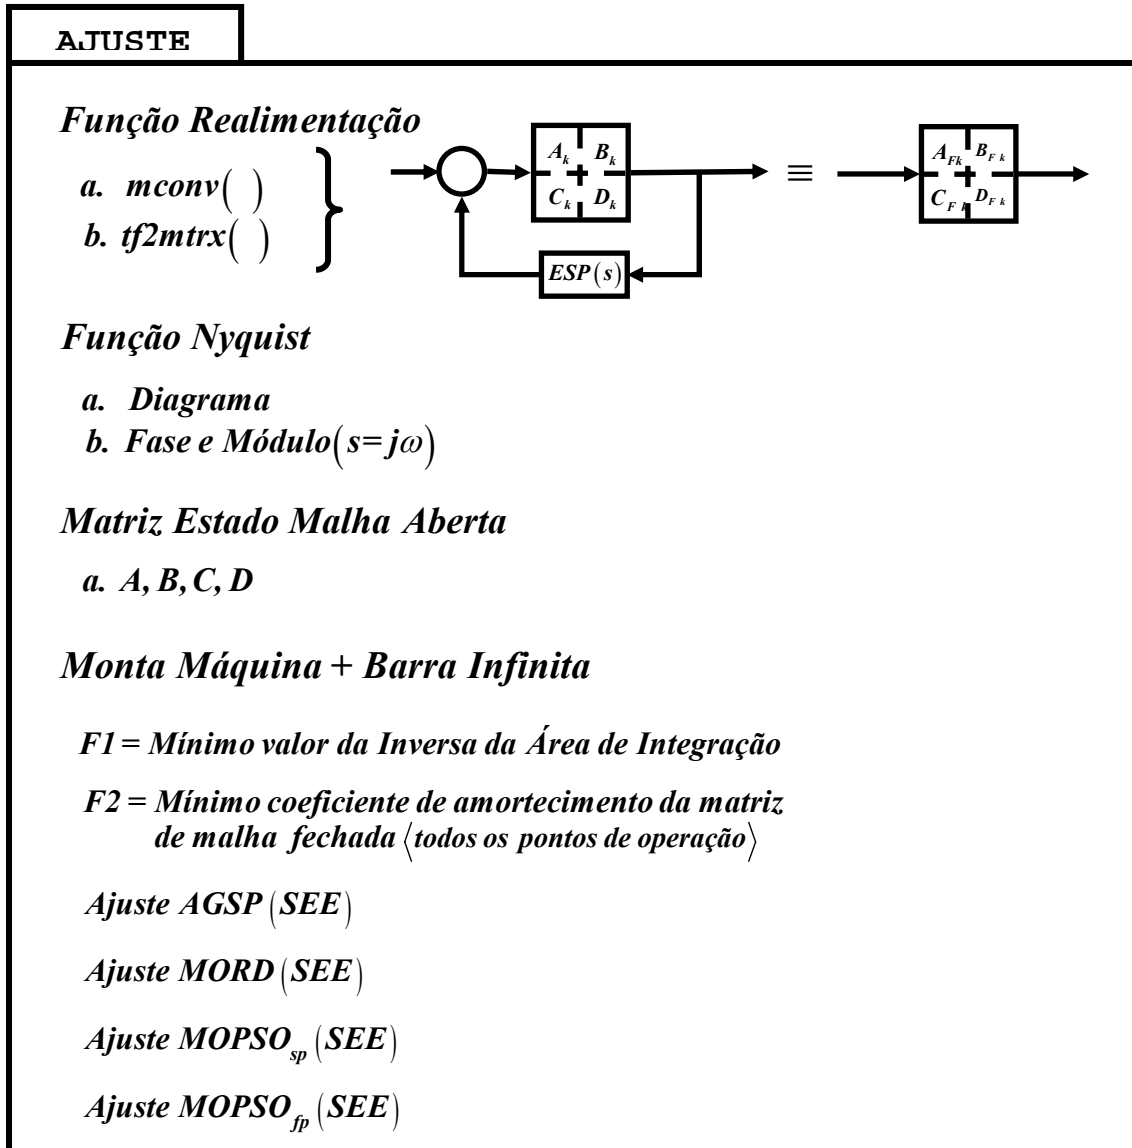 AJUSTE
Função Realimentação
a. mconv( )
b. tf2mtrx( )
A_k B_k
C_k D_k
ESP(s)
≡
A_Fk B_F k
C_F k D_F k
Função Nyquist
a. Diagrama
b. Fase e Módulo(s=jω)
Matriz Estado Malha Aberta
a. A, B, C, D
Monta Máquina + Barra Infinita
F1 = Mínimo valor da Inversa da Área de Integração
F2 = Mínimo coeficiente de amortecimento da matriz
de malha fechada ⟨todos os pontos de operação⟩
Ajuste AGSP(SEE)
Ajuste MORD(SEE)
Ajuste MOPSO_sp(SEE)
Ajuste MOPSO_fp(SEE)